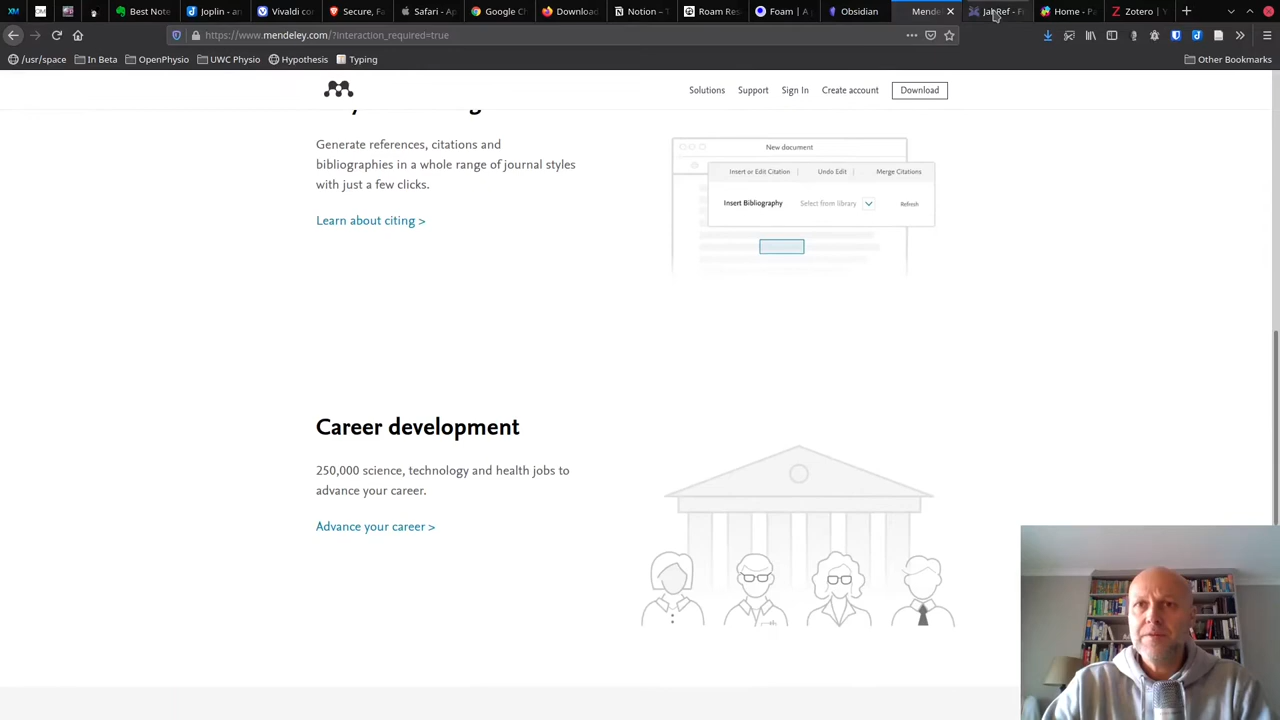 Best Note
Joplin - an
Vivaldi co
Secure, Fa
Safari - Ap
Google Ch
Download
Notion – T
Roam Re
Foam | A
Obsidian
Mendel
JabRef - F
Home - Pa
Zotero | Y
https://www.mendeley.com/?interaction_required=true
/usr/space
In Beta
OpenPhysio
UWC Physio
Hypothesis
Typing
Other Bookmarks
Solutions
Support
Sign In
Create account
Download
Generate references, citations and
bibliographies in a whole range of journal styles
with just a few clicks.
Learn about citing >
New document
Insert or Edit Citation
Undo Edit
Merge Citations
Insert Bibliography
Select from library
Refresh
Career development
250,000 science, technology and health jobs to
advance your career.
Advance your career >